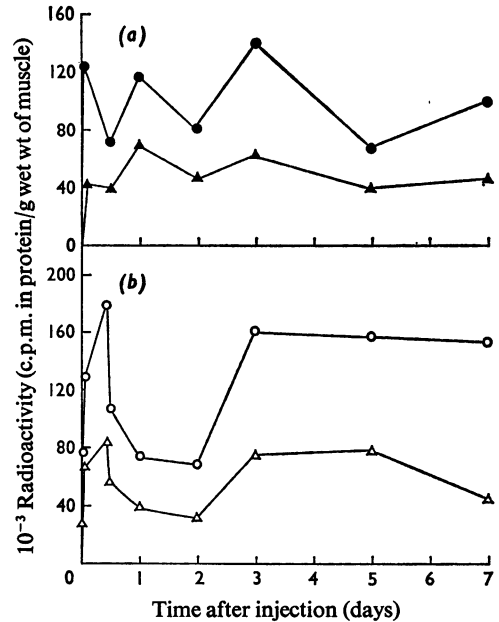 10⁻³ Radioactivity (c.p.m. in protein/g wet wt of muscle)
160
(a)
120
80
40
0
200
(b)
160
120
80
40
0 1 2 3 4 5 6 7
Time after injection (days)